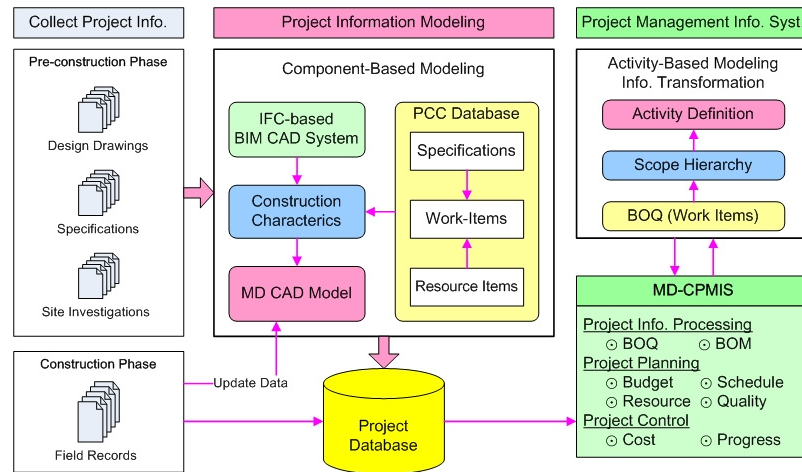 Collect Project Info.
Project Information Modeling
Project Management Info. Syst
Pre-construction Phase
Design Drawings
Specifications
Site Investigations
Construction Phase
Field Records
Component-Based Modeling
IFC-based
BIM CAD System
Construction
Characterics
MD CAD Model
PCC Database
Specifications
Work-Items
Resource Items
Update Data
Project
Database
Activity-Based Modeling
Info. Transformation
Activity Definition
Scope Hierarchy
BOQ (Work Items)
MD-CPMIS
Project Info. Processing
⊙ BOQ ⊙ BOM
Project Planning
⊙ Budget ⊙ Schedule
⊙ Resource ⊙ Quality
Project Control
⊙ Cost ⊙ Progress